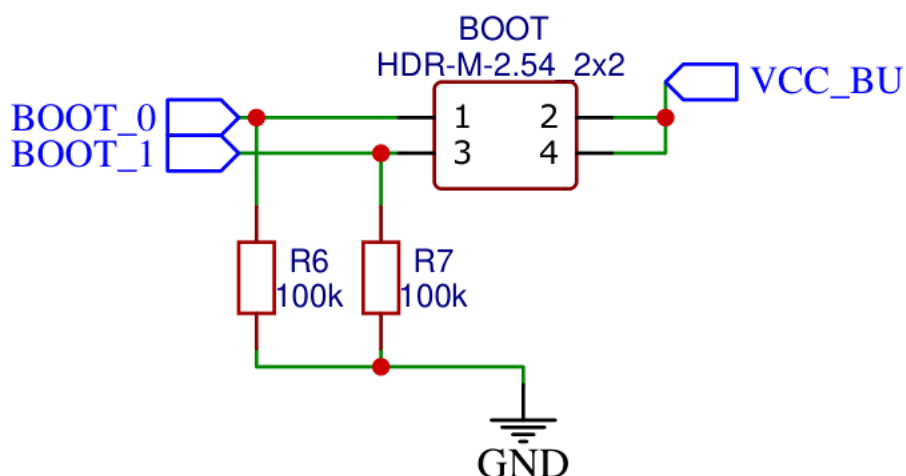 BOOT
HDR-M-2.54_2x2
VCC_BU
BOOT_0
1 2
BOOT_1
3 4
R6
100k
R7
100k
GND